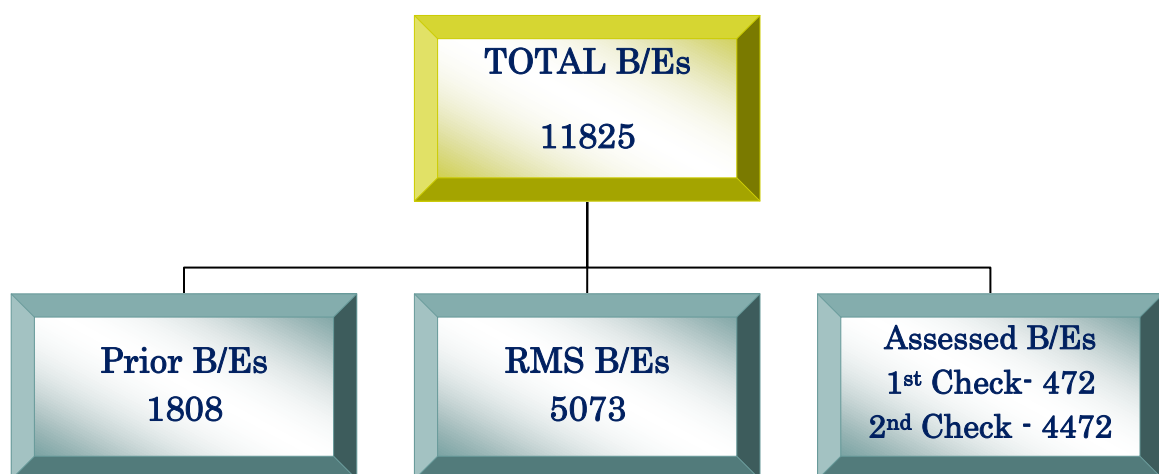 TOTAL B/Es
11825
Prior B/Es
1808
RMS B/Es
5073
Assessed B/Es
1st Check- 472
2nd Check - 4472